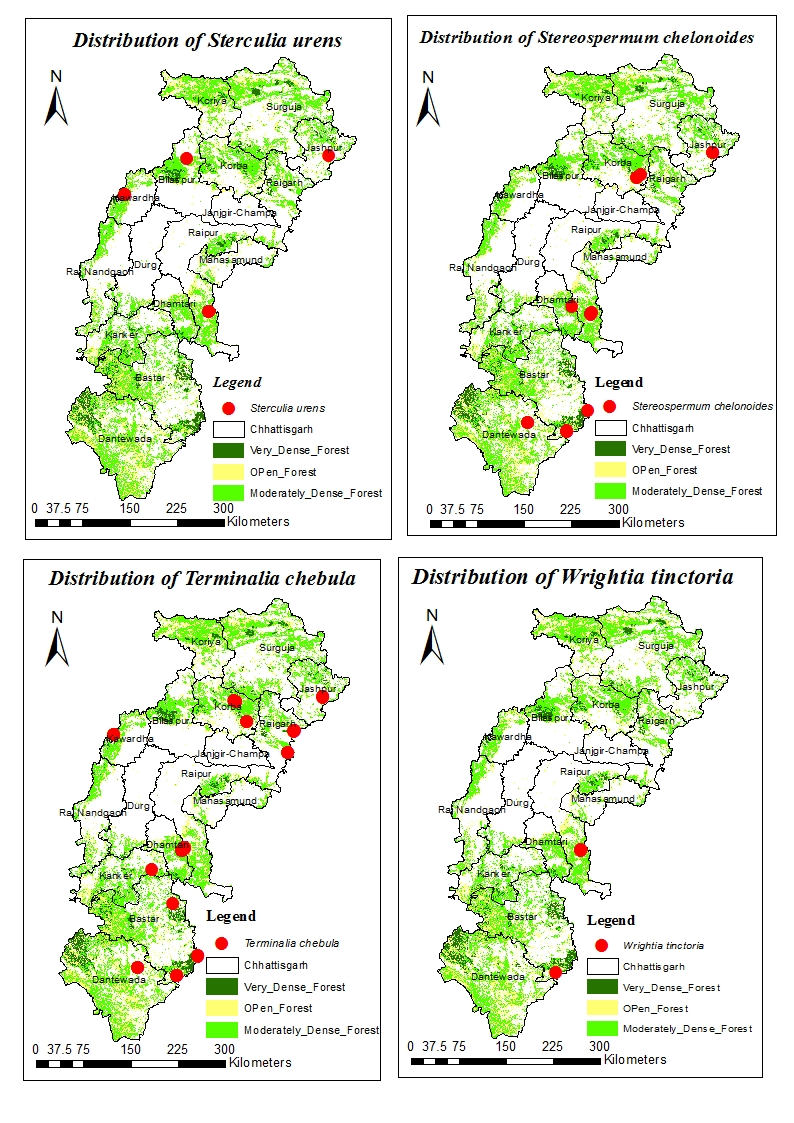 Distribution of Sterculia urens
N
Koriya
Surguja
Jashpur
Korba
Bilaspur
Raigarh
Kawardha
Janjgir-Champa
Raipur
Mahasamund
Durg
Raj Nandgaon
Dhamtari
Kanker
Bastar
Dantewada
Legend
Sterculia urens
Chhattisgarh
Very_Dense_Forest
OPen_Forest
Moderately_Dense_Forest
0 37.5 75 150 225 300
Kilometers
Distribution of Stereospermum chelonoides
N
Koriya
Surguja
Jashpur
Korba
Bilaspur
Raigarh
Kawardha
Janjgir-Champa
Raipur
Mahasamund
Durg
Raj Nandgaon
Dhamtari
Kanker
Bastar
Dantewada
Legend
Stereospermum chelonoides
Chhattisgarh
Very_Dense_Forest
OPen_Forest
Moderately_Dense_Forest
0 37.5 75 150 225 300
Kilometers
Distribution of Terminalia chebula
N
Koriya
Surguja
Jashpur
Korba
Bilaspur
Raigarh
Kawardha
Janjgir-Champa
Raipur
Mahasamund
Durg
Raj Nandgaon
Dhamtari
Kanker
Bastar
Dantewada
Legend
Terminalia chebula
Chhattisgarh
Very_Dense_Forest
OPen_Forest
Moderately_Dense_Forest
0 37.5 75 150 225 300
Kilometers
Distribution of Wrightia tinctoria
N
Koriya
Surguja
Jashpur
Korba
Bilaspur
Raigarh
Kawardha
Janjgir-Champa
Raipur
Mahasamund
Durg
Raj Nandgaon
Dhamtari
Kanker
Bastar
Dantewada
Legend
Wrightia tinctoria
Chhattisgarh
Very_Dense_Forest
OPen_Forest
Moderately_Dense_Forest
0 37.5 75 150 225 300
Kilometers